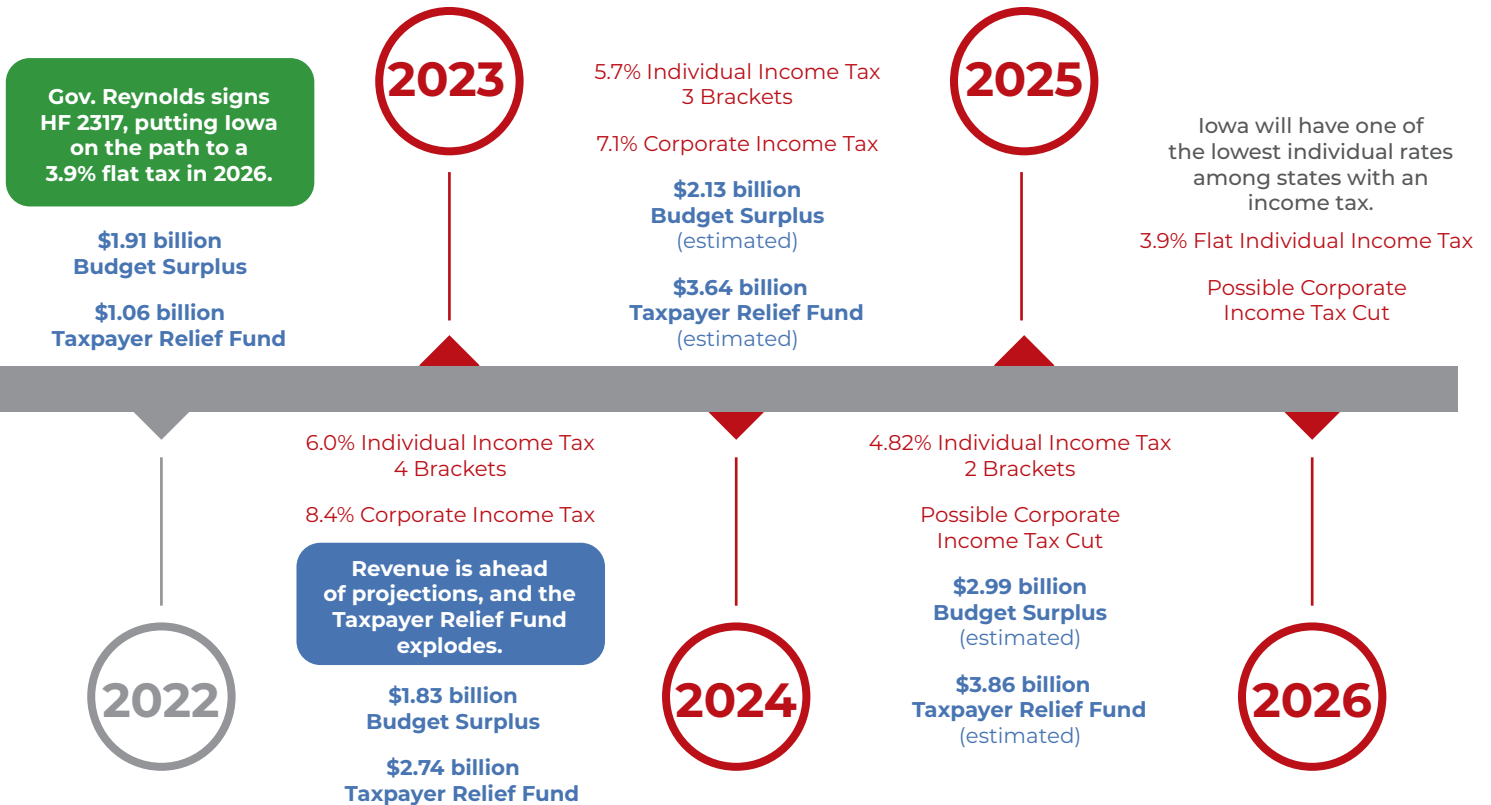 Gov. Reynolds signs
HF 2317, putting Iowa
on the path to a
3.9% flat tax in 2026.
$1.91 billion
Budget Surplus
$1.06 billion
Taxpayer Relief Fund
2022
2023
6.0% Individual Income Tax
4 Brackets
8.4% Corporate Income Tax
Revenue is ahead
of projections, and the
Taxpayer Relief Fund
explodes.
$1.83 billion
Budget Surplus
$2.74 billion
Taxpayer Relief Fund
5.7% Individual Income Tax
3 Brackets
7.1% Corporate Income Tax
$2.13 billion
Budget Surplus
(estimated)
$3.64 billion
Taxpayer Relief Fund
(estimated)
2024
2025
4.82% Individual Income Tax
2 Brackets
Possible Corporate
Income Tax Cut
$2.99 billion
Budget Surplus
(estimated)
$3.86 billion
Taxpayer Relief Fund
(estimated)
Iowa will have one of
the lowest individual rates
among states with an
income tax.
3.9% Flat Individual Income Tax
Possible Corporate
Income Tax Cut
2026